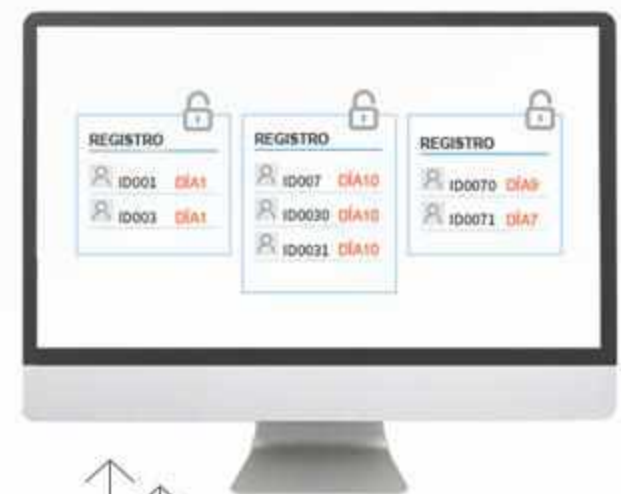 REGISTRO
ID001 DÍA1
ID003 DÍA1
REGISTRO
ID007 DÍA10
ID0030 DÍA10
ID0031 DÍA10
REGISTRO
ID0070 DÍA9
ID0071 DÍA7